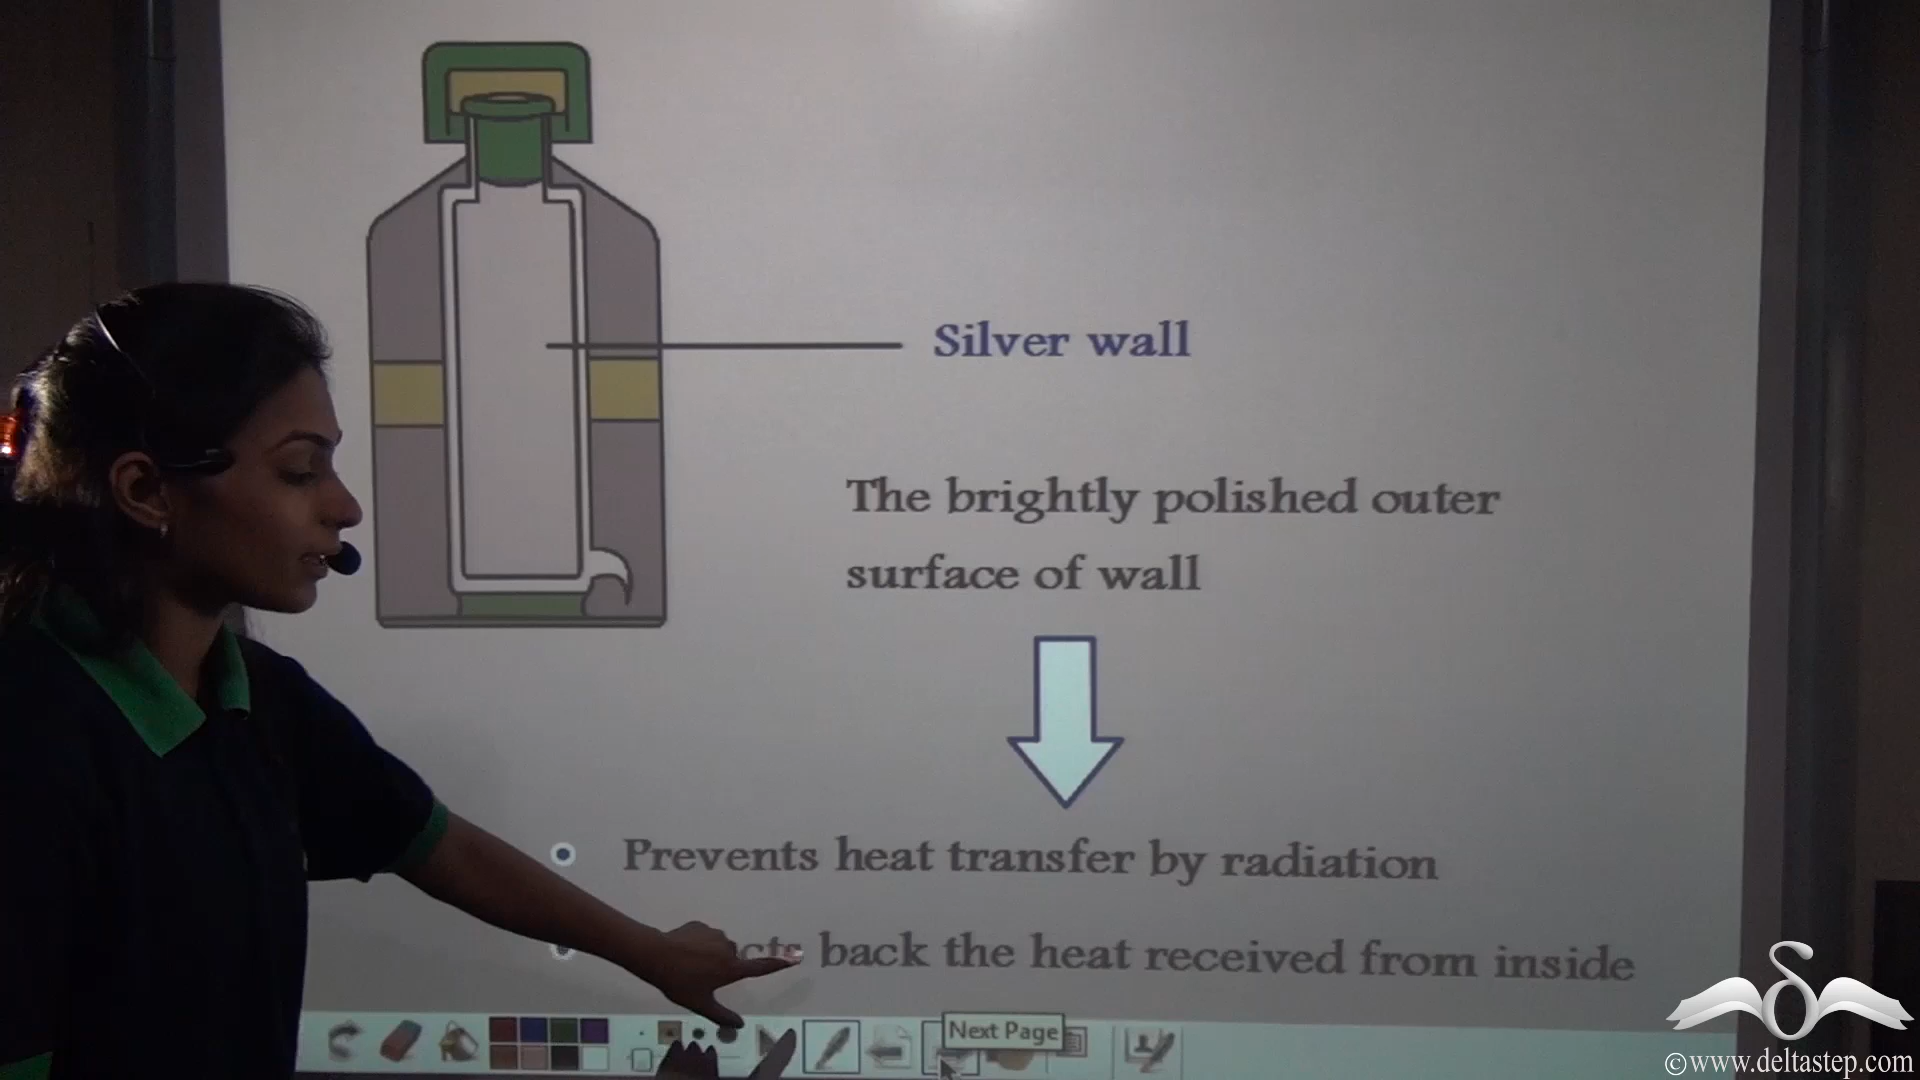 Silver wall
The brightly polished outer
surface of wall
Prevents heat transfer by radiation
back the heat received from inside
Next Page
©www.deltastep.com